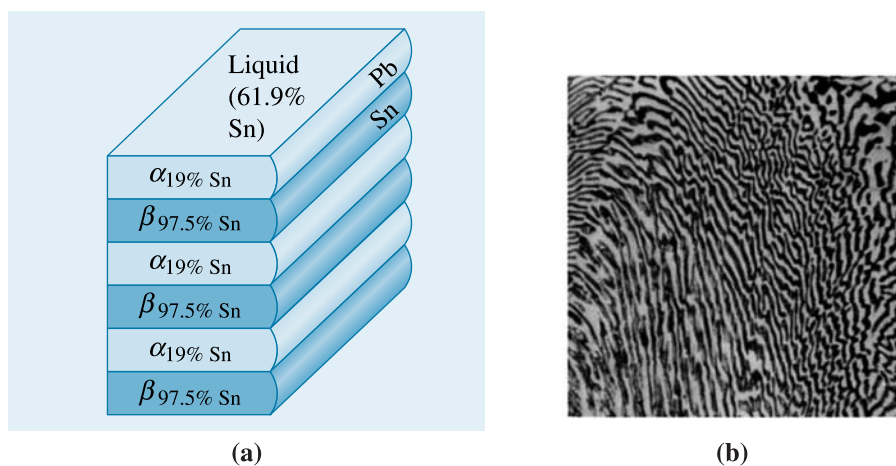 Liquid
(61.9%
Sn)
Pb
Sn
α19% Sn
β97.5% Sn
α19% Sn
β97.5% Sn
α19% Sn
β97.5% Sn
(a)
(b)